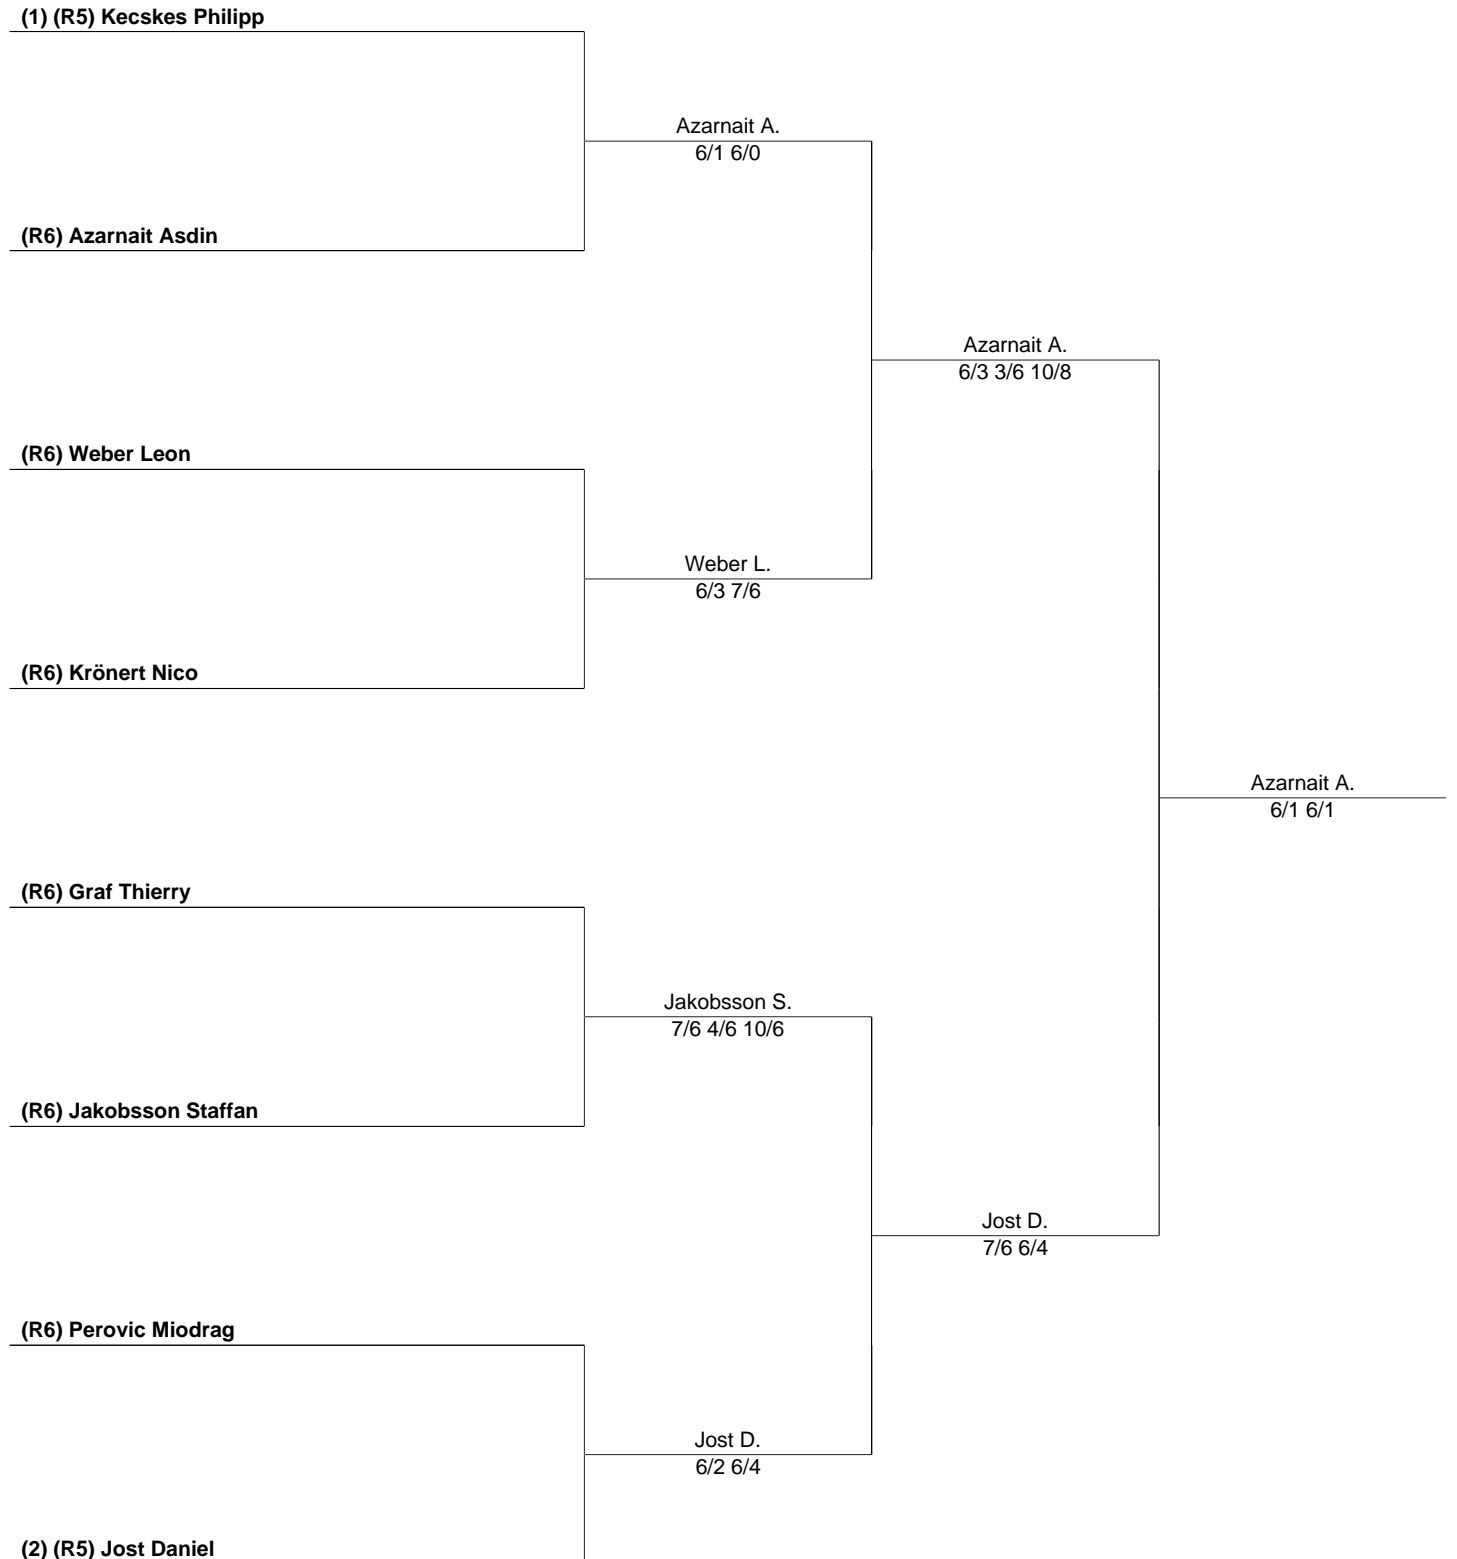 (1) (R5) Kecskes Philipp
Azarnait A.
6/1 6/0
(R6) Azarnait Asdin
Azarnait A.
6/3 3/6 10/8
(R6) Weber Leon
Weber L.
6/3 7/6
(R6) Krönert Nico
Azarnait A.
6/1 6/1
(R6) Graf Thierry
Jakobsson S.
7/6 4/6 10/6
(R6) Jakobsson Staffan
Jost D.
7/6 6/4
(R6) Perovic Miodrag
Jost D.
6/2 6/4
(2) (R5) Jost Daniel